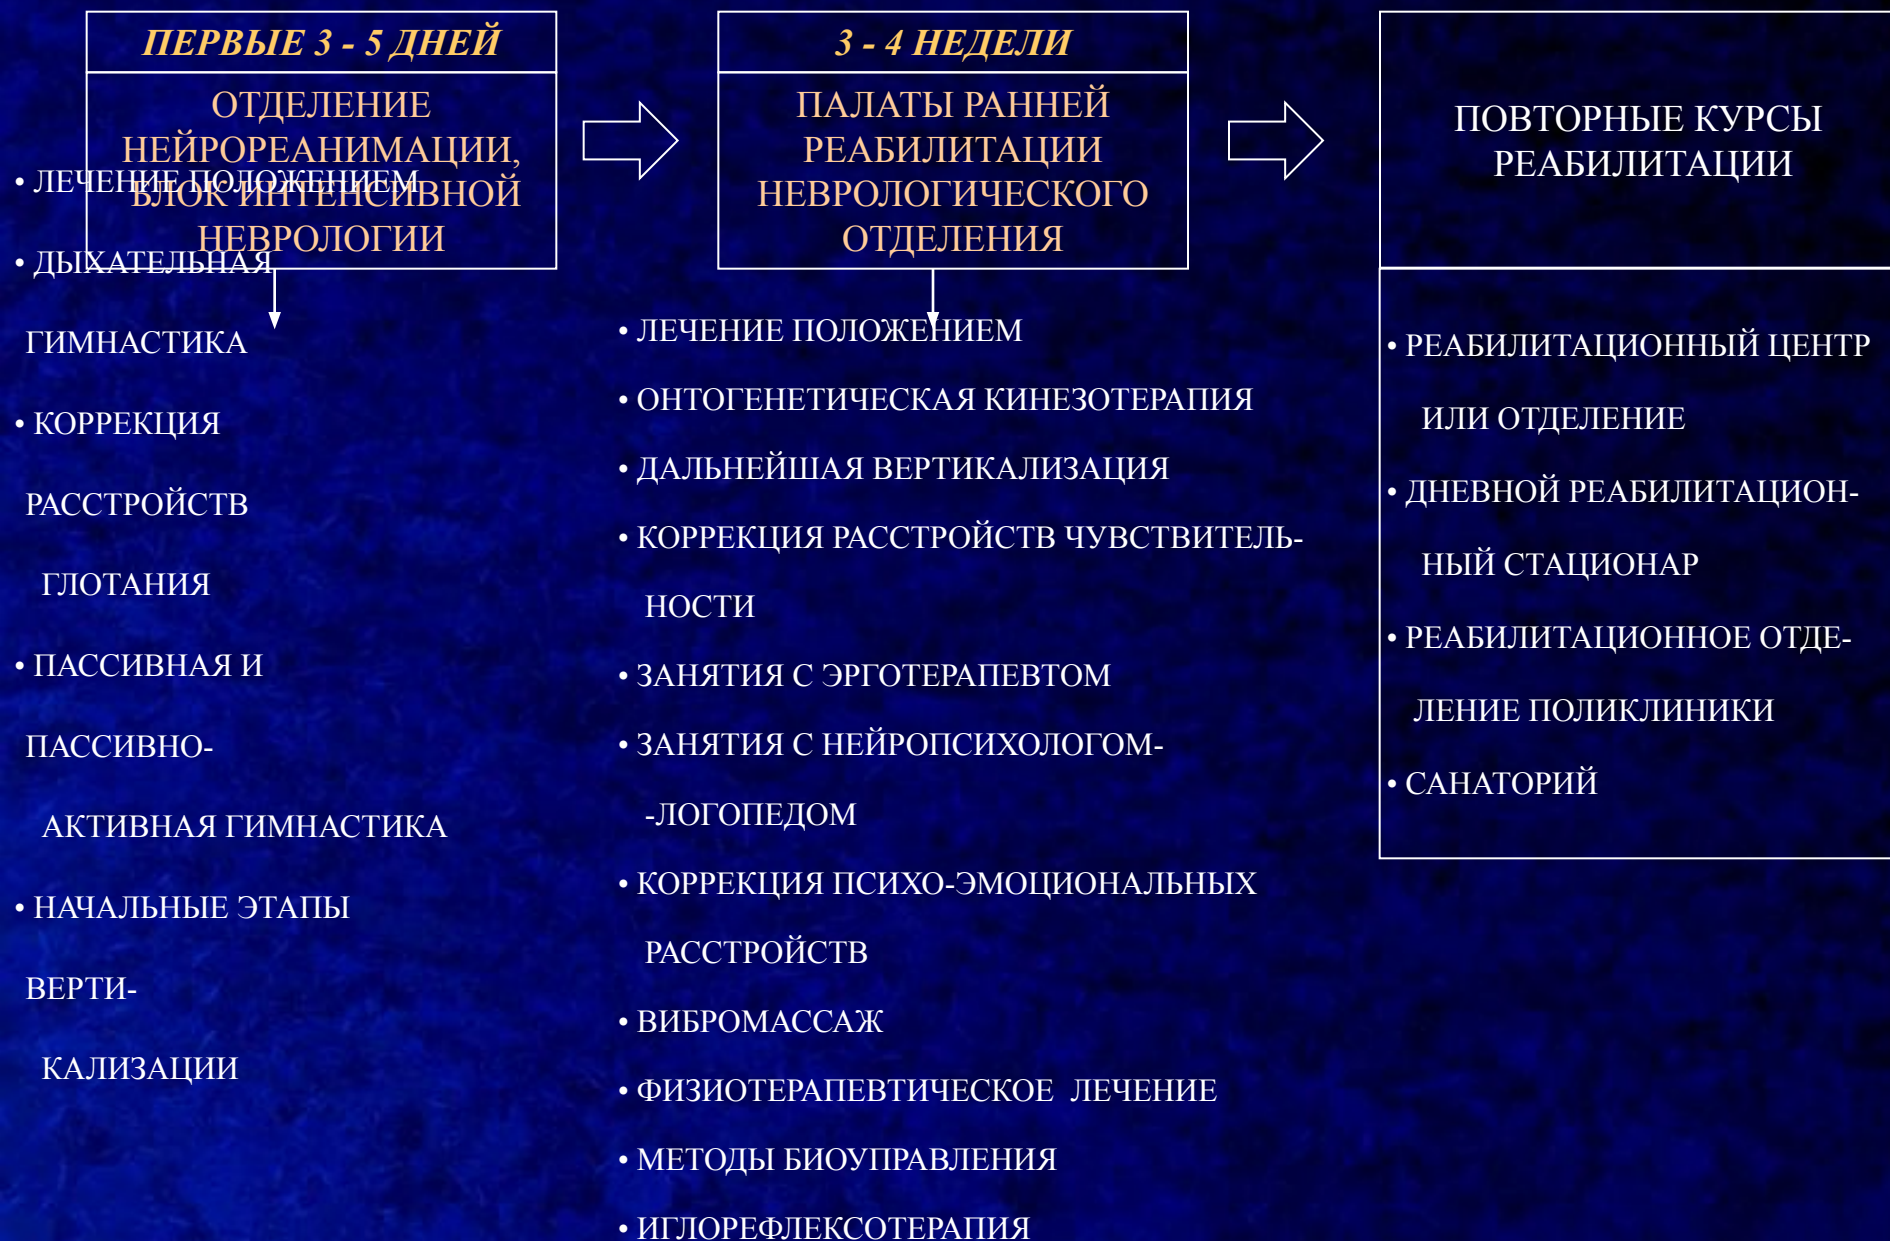 ПЕРВЫЕ 3 - 5 ДНЕЙ
ОТДЕЛЕНИЕ
НЕЙРОРЕАНИМАЦИИ,
БЛОК ИНТЕНСИВНОЙ
НЕВРОЛОГИИ
• ЛЕЧЕНИЕ ПОЛОЖЕНИЕМ
• ДЫХАТЕЛЬНАЯ
ГИМНАСТИКА
• КОРРЕКЦИЯ
РАССТРОЙСТВ
ГЛОТАНИЯ
• ПАССИВНАЯ И
ПАССИВНО-
АКТИВНАЯ ГИМНАСТИКА
• НАЧАЛЬНЫЕ ЭТАПЫ
ВЕРТИ-
КАЛИЗАЦИИ
3 - 4 НЕДЕЛИ
ПАЛАТЫ РАННЕЙ
РЕАБИЛИТАЦИИ
НЕВРОЛОГИЧЕСКОГО
ОТДЕЛЕНИЯ
• ЛЕЧЕНИЕ ПОЛОЖЕНИЕМ
• ОНТОГЕНЕТИЧЕСКАЯ КИНЕЗОТЕРАПИЯ
• ДАЛЬНЕЙШАЯ ВЕРТИКАЛИЗАЦИЯ
• КОРРЕКЦИЯ РАССТРОЙСТВ ЧУВСТВИТЕЛЬ-
НОСТИ
• ЗАНЯТИЯ С ЭРГОТЕРАПЕВТОМ
• ЗАНЯТИЯ С НЕЙРОПСИХОЛОГОМ-
-ЛОГОПЕДОМ
• КОРРЕКЦИЯ ПСИХО-ЭМОЦИОНАЛЬНЫХ
РАССТРОЙСТВ
• ВИБРОМАССАЖ
• ФИЗИОТЕРАПЕВТИЧЕСКОЕ ЛЕЧЕНИЕ
• МЕТОДЫ БИОУПРАВЛЕНИЯ
• ИГЛОРЕФЛЕКСОТЕРАПИЯ
ПОВТОРНЫЕ КУРСЫ
РЕАБИЛИТАЦИИ
• РЕАБИЛИТАЦИОННЫЙ ЦЕНТР
ИЛИ ОТДЕЛЕНИЕ
• ДНЕВНОЙ РЕАБИЛИТАЦИОН-
НЫЙ СТАЦИОНАР
• РЕАБИЛИТАЦИОННОЕ ОТДЕ-
ЛЕНИЕ ПОЛИКЛИНИКИ
• САНАТОРИЙ